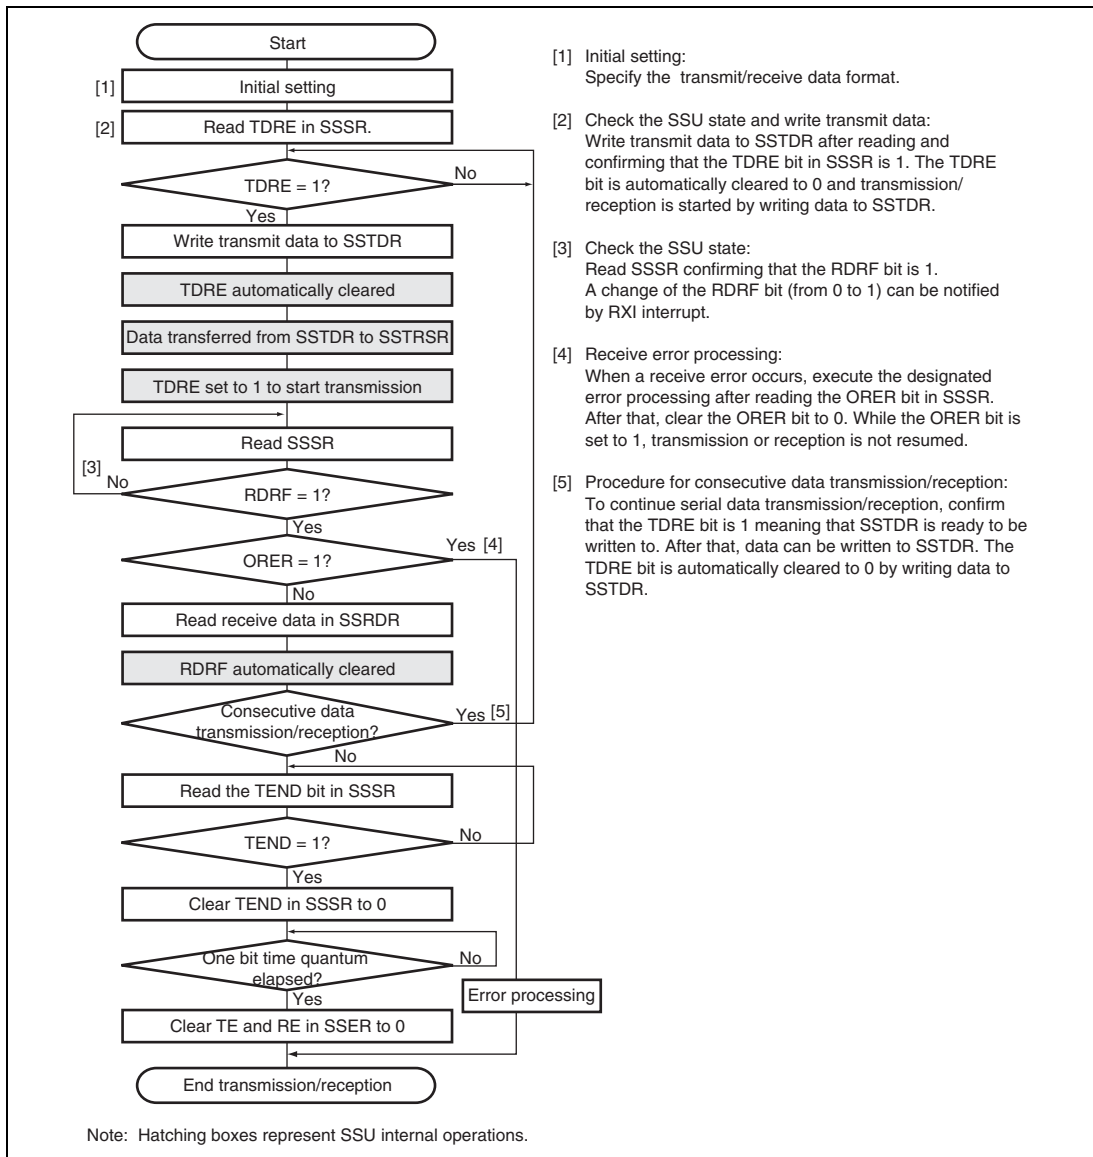 Start
[1]
Initial setting
[2]
Read TDRE in SSSR.
TDRE = 1?
No
Yes
Write transmit data to SSTDR
TDRE automatically cleared
Data transferred from SSTDR to SSTRSR
TDRE set to 1 to start transmission
Read SSSR
[3]
No
RDRF = 1?
Yes
ORER = 1?
Yes [4]
No
Read receive data in SSRDR
RDRF automatically cleared
Consecutive data
transmission/reception?
Yes [5]
No
Read the TEND bit in SSSR
TEND = 1?
No
Yes
Clear TEND in SSSR to 0
One bit time quantum
elapsed?
No
Yes
Error processing
Clear TE and RE in SSER to 0
End transmission/reception
[1] Initial setting:
Specify the transmit/receive data format.
[2] Check the SSU state and write transmit data:
Write transmit data to SSTDR after reading and
confirming that the TDRE bit in SSSR is 1. The TDRE
bit is automatically cleared to 0 and transmission/
reception is started by writing data to SSTDR.
[3] Check the SSU state:
Read SSSR confirming that the RDRF bit is 1.
A change of the RDRF bit (from 0 to 1) can be notified
by RXI interrupt.
[4] Receive error processing:
When a receive error occurs, execute the designated
error processing after reading the ORER bit in SSSR.
After that, clear the ORER bit to 0. While the ORER bit is
set to 1, transmission or reception is not resumed.
[5] Procedure for consecutive data transmission/reception:
To continue serial data transmission/reception, confirm
that the TDRE bit is 1 meaning that SSTDR is ready to be
written to. After that, data can be written to SSTDR. The
TDRE bit is automatically cleared to 0 by writing data to
SSTDR.
Note: Hatching boxes represent SSU internal operations.